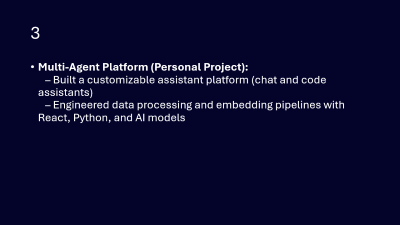 3
• Multi-Agent Platform (Personal Project):
– Built a customizable assistant platform (chat and code
assistants)
– Engineered data processing and embedding pipelines with
React, Python, and AI models